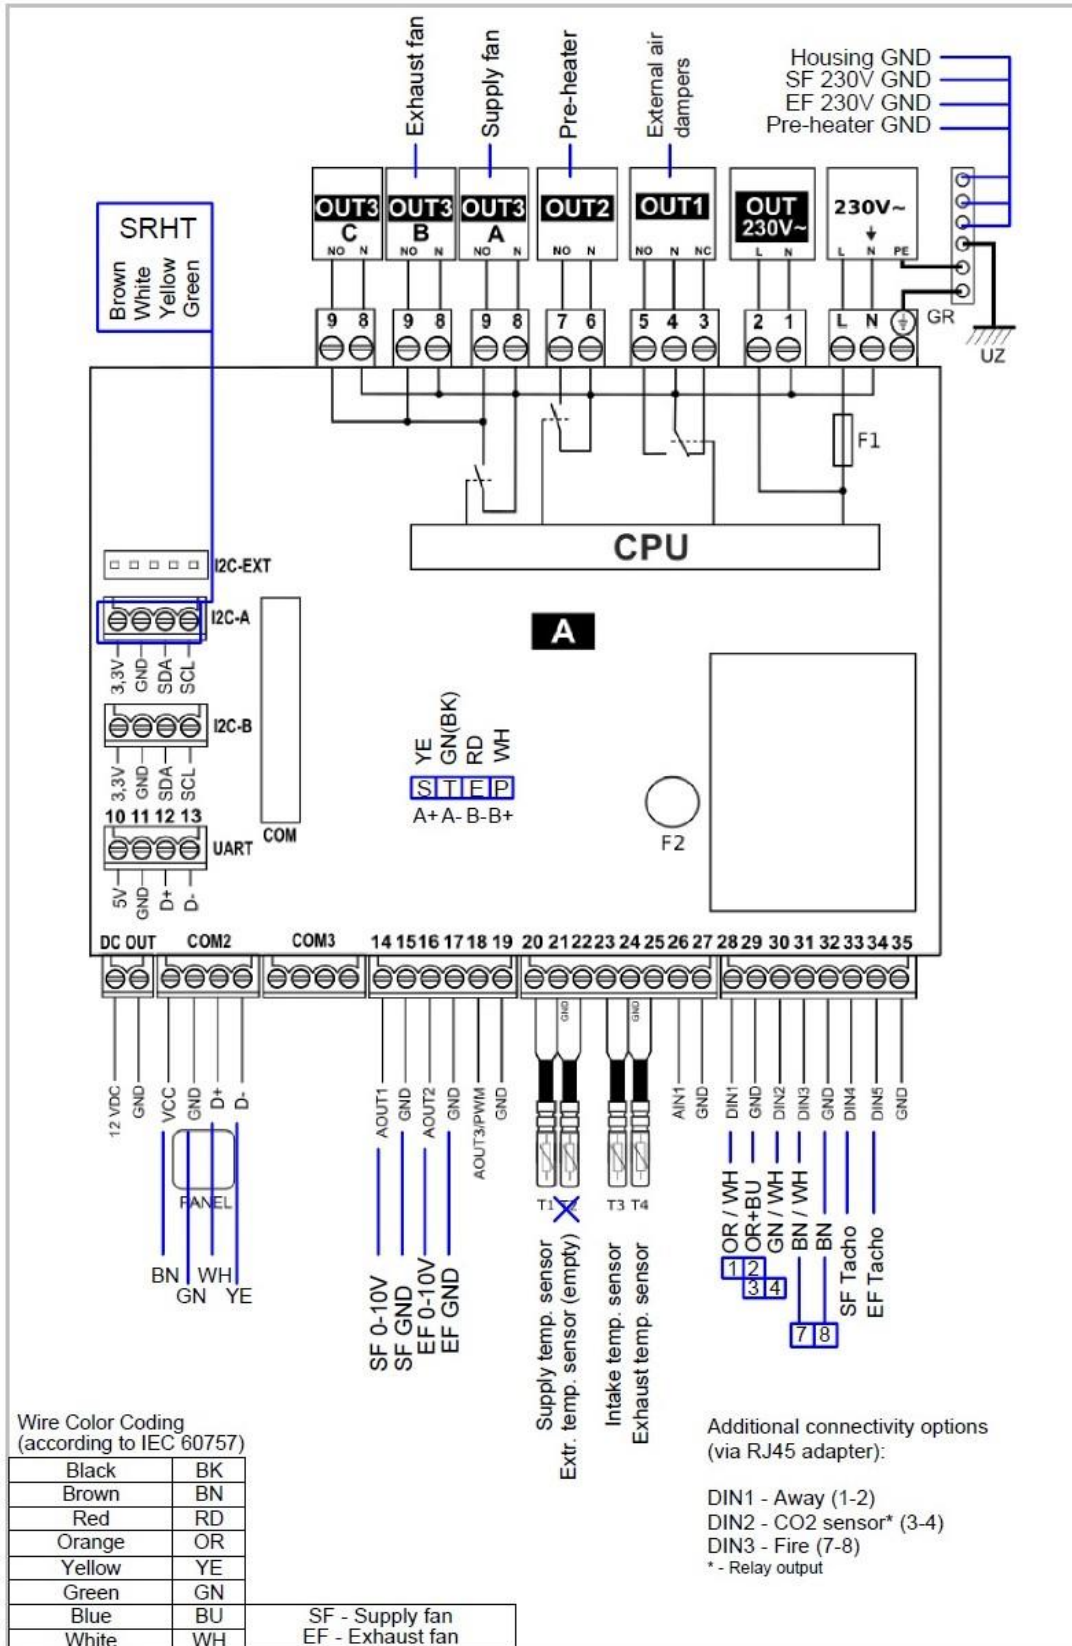 Exhaust fan
Supply fan
Pre-heater
External air
dampers
Housing GND
SF 230V GND
EF 230V GND
Pre-heater GND
SRHT
Brown
White
Yellow
Green
OUT3 OUT3 OUT3 OUT2 OUT1 OUT 230V~
C B A 230V~
NO N NO N NO N NO N NO N NC L N L N PE
9 8 9 8 9 8 7 6 5 4 3 2 1 L N
GR
UZ
F1
CPU
I2C-EXT
I2C-A
3,3V GND SDA SCL
A
I2C-B
3,3V GND SDA SCL
YE GN(BK) RD WH
S T E P
A+ A- B- B+
10 11 12 13
UART
COM
F2
5V GND D+ D-
DC OUT COM2 COM3 14 15 16 17 18 19 20 21 22 23 24 25 26 27 28 29 30 31 32 33 34 35
GND GND
12 VDC GND VCC GND D+ D- AOUT1 GND AOUT2 GND AOUT3/PWM GND AIN1 GND DIN1 GND DIN2 DIN3 GND DIN4 DIN5 GND
PANEL
T1 T2 T3 T4
BN WH
GN YE
SF 0-10V
SF GND
EF 0-10V
EF GND
Supply temp. sensor
Extr. temp. sensor (empty)
Intake temp. sensor
Exhaust temp. sensor
OR / WH
OR+BU
GN / WH
BN / WH
BN
SF Tacho
EF Tacho
1 2
3 4
7 8
Wire Color Coding
(according to IEC 60757)
Black BK
Brown BN
Red RD
Orange OR
Yellow YE
Green GN
Blue BU
White WH
SF - Supply fan
EF - Exhaust fan
Additional connectivity options
(via RJ45 adapter):
DIN1 - Away (1-2)
DIN2 - CO2 sensor* (3-4)
DIN3 - Fire (7-8)
* - Relay output